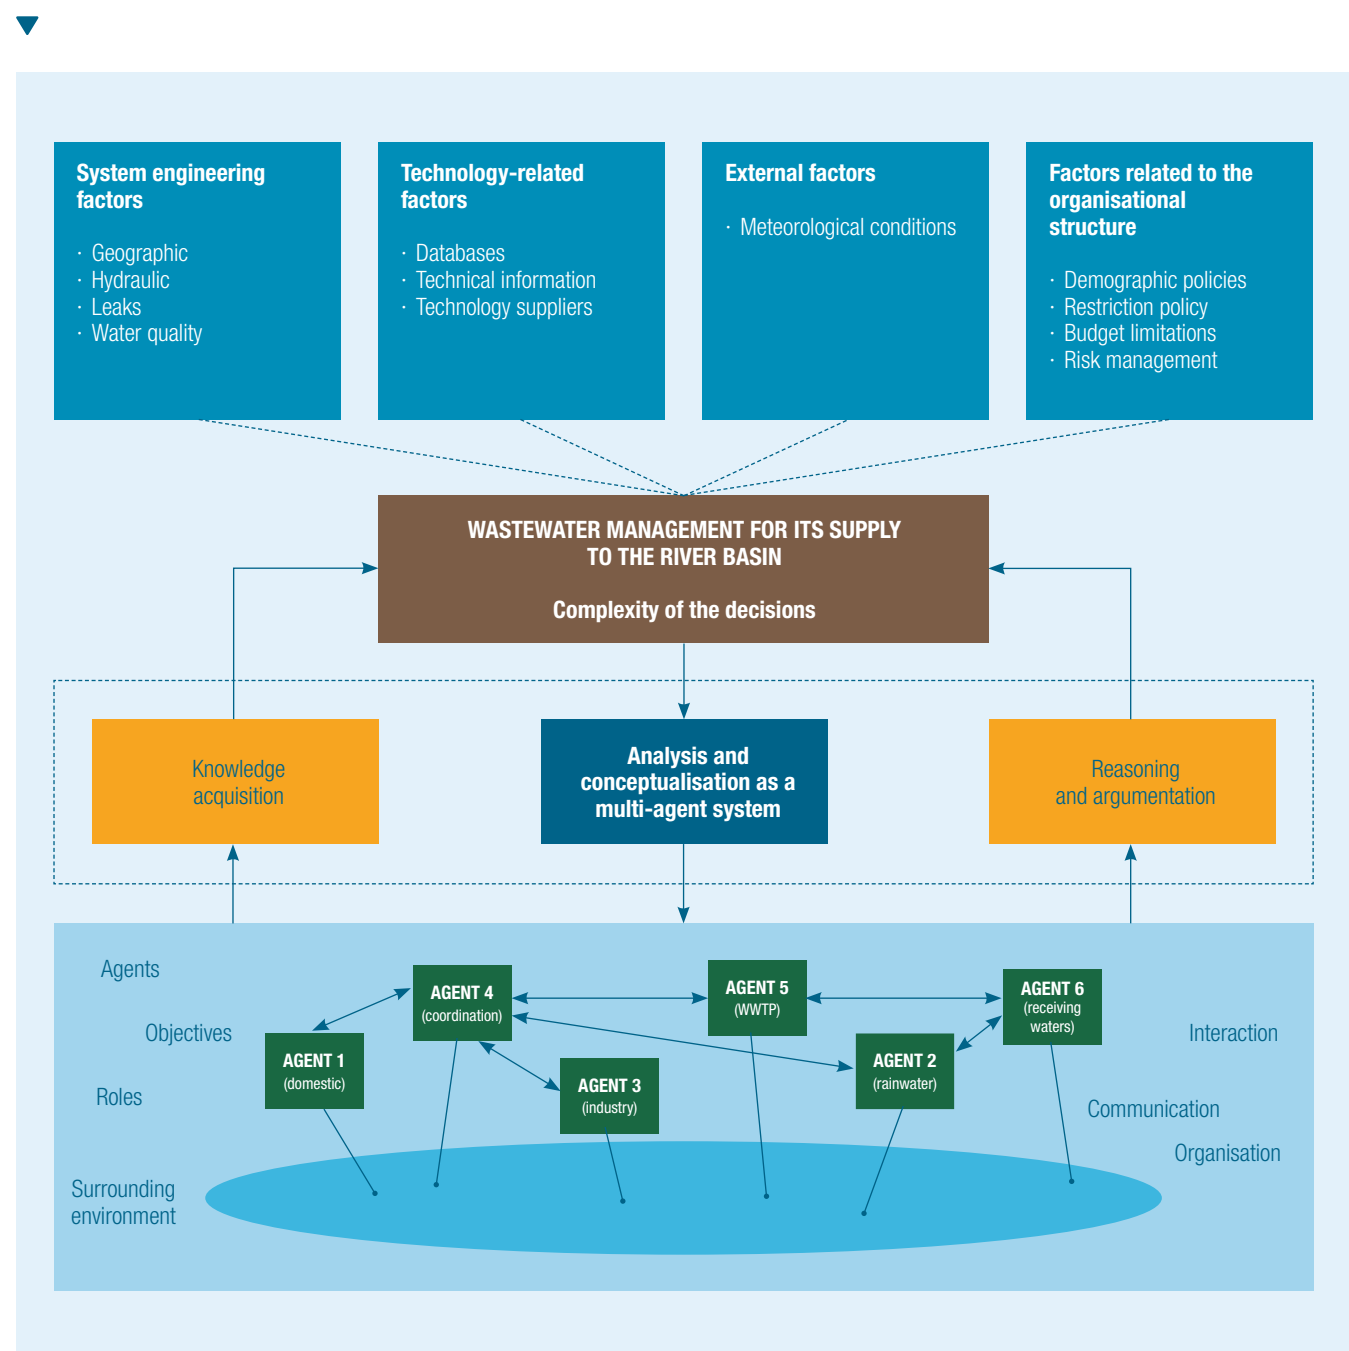 System engineering
factors
· Geographic
· Hydraulic
· Leaks
· Water quality
Technology-related
factors
· Databases
· Technical information
· Technology suppliers
External factors
· Meteorological conditions
Factors related to the
organisational
structure
· Demographic policies
· Restriction policy
· Budget limitations
· Risk management
WASTEWATER MANAGEMENT FOR ITS SUPPLY
TO THE RIVER BASIN
Complexity of the decisions
Knowledge
acquisition
Analysis and
conceptualisation as a
multi-agent system
Reasoning
and argumentation
Agents
Objectives
Roles
Surrounding
environment
AGENT 1
(domestic)
AGENT 4
(coordination)
AGENT 3
(industry)
AGENT 5
(WWTP)
AGENT 2
(rainwater)
AGENT 6
(receiving
waters)
Interaction
Communication
Organisation